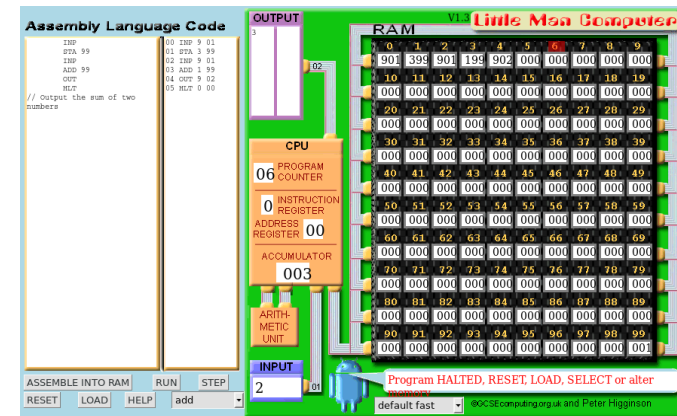 Assembly Language Code
INP
STA 99
INP
ADD 99
OUT
HLT
// Output the sum of two
numbers
00 INP 9 01
01 STA 3 99
02 INP 9 01
03 ADD 1 99
04 OUT 9 02
05 HLT 0 00
ASSEMBLE INTO RAM RUN STEP
RESET LOAD HELP add
OUTPUT
3
02
CPU
06 PROGRAM
COUNTER
0 INSTRUCTION
REGISTER
ADDRESS
REGISTER 00
ACCUMULATOR
003
ARITH-
METIC
UNIT
INPUT
2
01
V1.3 Little Man Computer
RAM
0 1 2 3 4 5 6 7 8 9
901 399 901 199 902 000 000 000 000 000
10 11 12 13 14 15 16 17 18 19
000 000 000 000 000 000 000 000 000 000
20 21 22 23 24 25 26 27 28 29
000 000 000 000 000 000 000 000 000 000
30 31 32 33 34 35 36 37 38 39
000 000 000 000 000 000 000 000 000 000
40 41 42 43 44 45 46 47 48 49
000 000 000 000 000 000 000 000 000 000
50 51 52 53 54 55 56 57 58 59
000 000 000 000 000 000 000 000 000 000
60 61 62 63 64 65 66 67 68 69
000 000 000 000 000 000 000 000 000 000
70 71 72 73 74 75 76 77 78 79
000 000 000 000 000 000 000 000 000 000
80 81 82 83 84 85 86 87 88 89
000 000 000 000 000 000 000 000 000 000
90 91 92 93 94 95 96 97 98 99
000 000 000 000 000 000 000 000 000 001
Program HALTED, RESET, LOAD, SELECT or alter
memory
default fast
©GCSEcomputing.org.uk and Peter Higginson